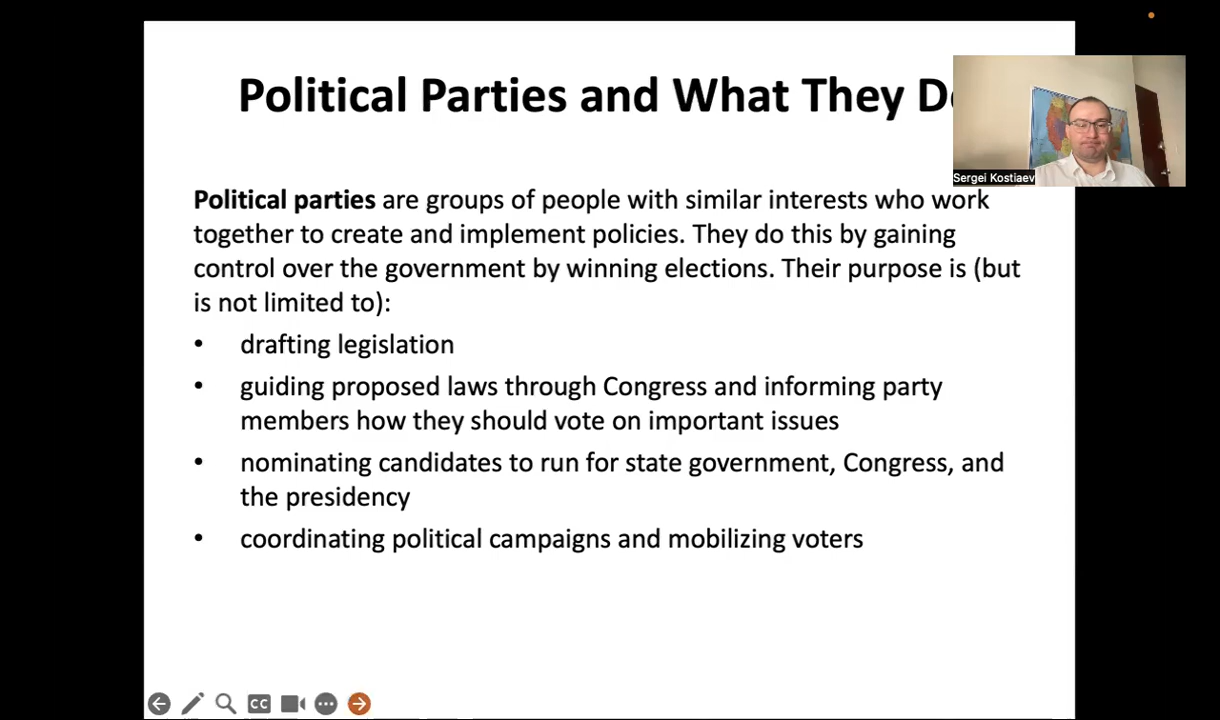 Political Parties and What They
Sergei Kostiaev
Political parties are groups of people with similar interests who work
together to create and implement policies. They do this by gaining
control over the government by winning elections. Their purpose is (but
is not limited to):
• drafting legislation
• guiding proposed laws through Congress and informing party
members how they should vote on important issues
• nominating candidates to run for state government, Congress, and
the presidency
• coordinating political campaigns and mobilizing voters
CC